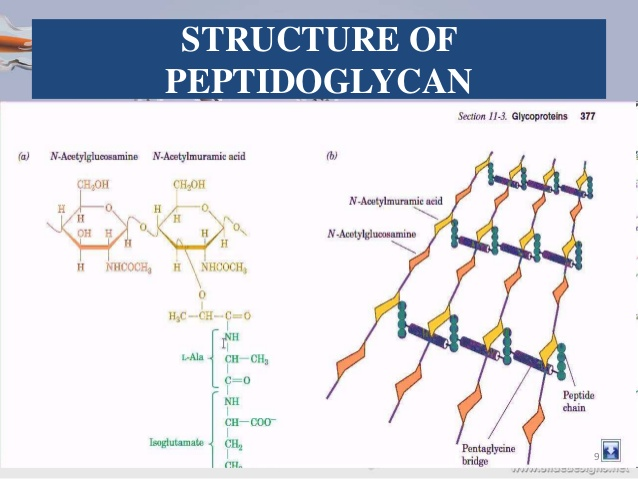 STRUCTURE OF
PEPTIDOGLYCAN
Section 11-3. Glycoproteins 377
(a) N-Acetylglucosamine N-Acetylmuramic acid
CH₂OH CH₂OH
H O H O
H H
O O O
OH H H H
H NHCOCH₃ H NHCOCH₃
O
H₃C—CH—C=O
NH
L-Ala CH—CH₃
C=O
NH
CH—COO⁻
Isoglutamate CH₂
CH₂
(b)
N-Acetylmuramic acid
N-Acetylglucosamine
Peptide
chain
Pentaglycine
bridge
9